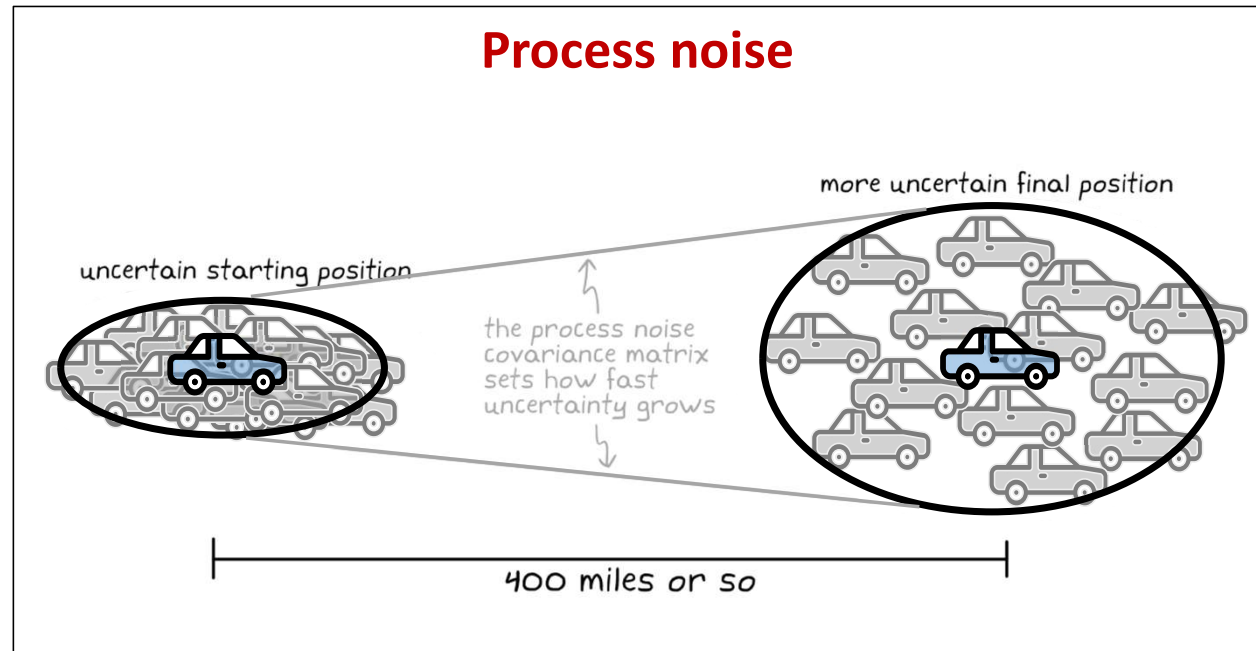 Process noise
more uncertain final position
uncertain starting position
the process noise
covariance matrix
sets how fast
uncertainty grows
400 miles or so